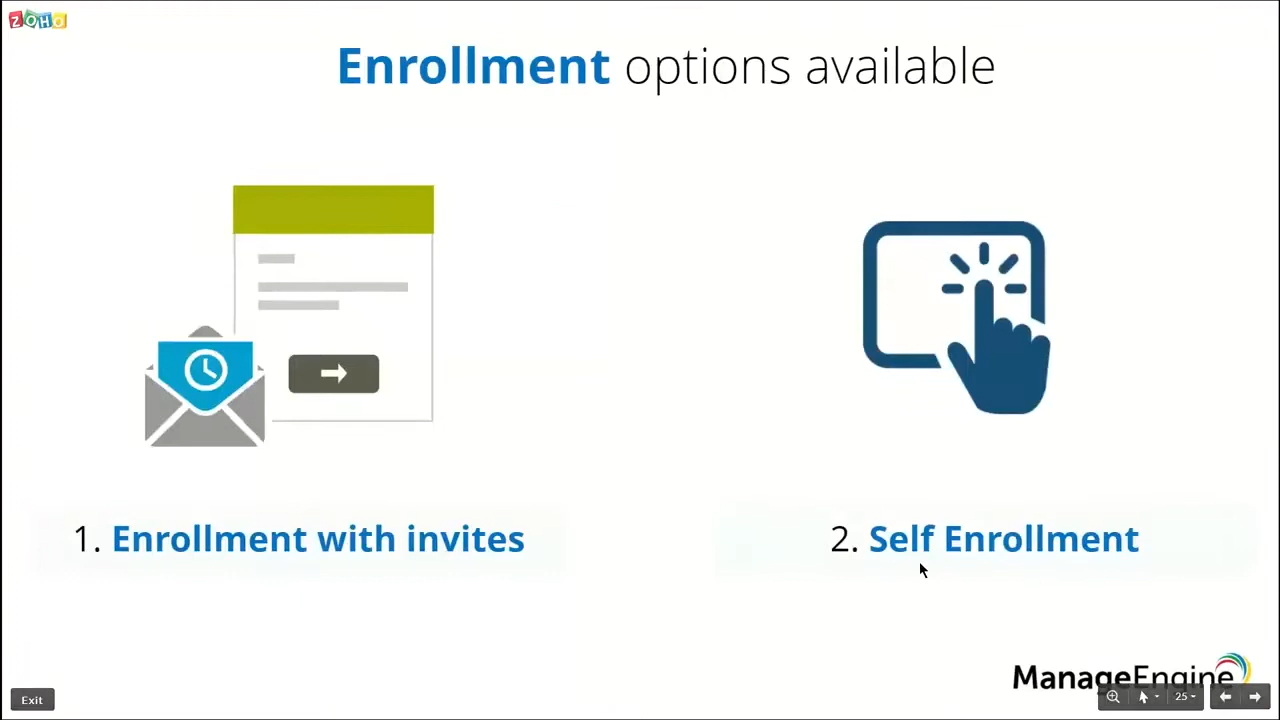 ZOHO
Enrollment options available
1. Enrollment with invites
2. Self Enrollment
ManageEngine
Exit
25